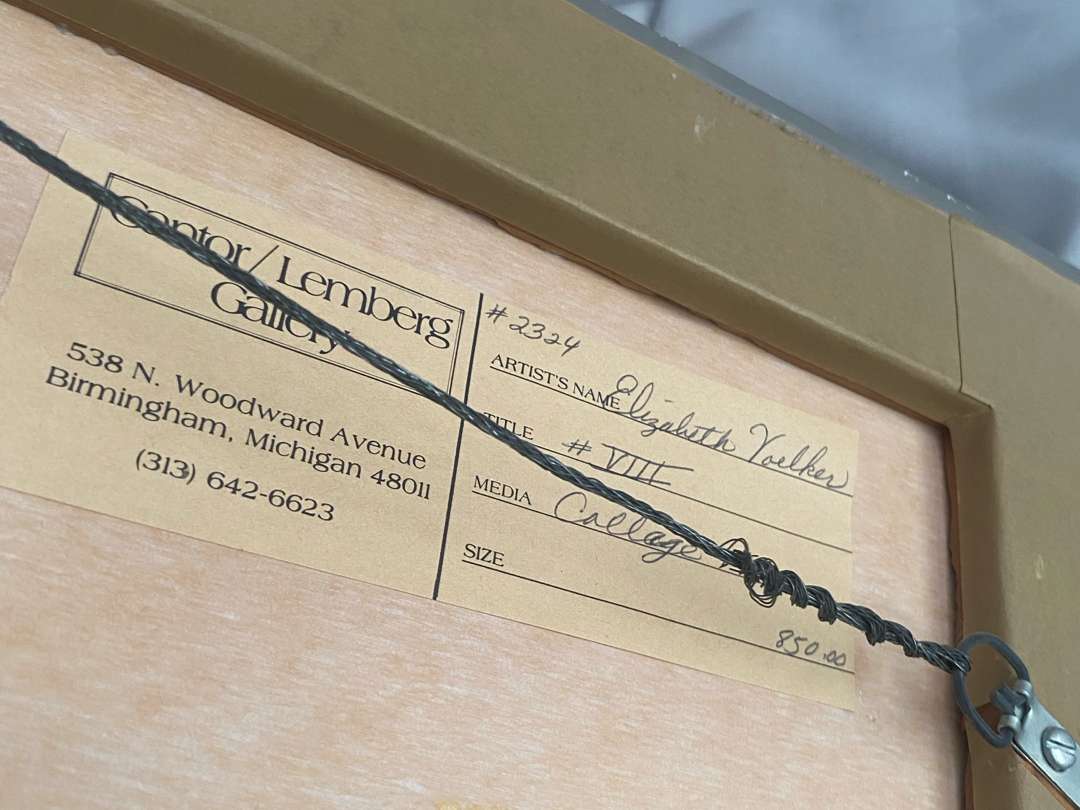 Cantor/Lemberg
Gallery
538 N. Woodward Avenue
Birmingham, Michigan 48011
(313) 642-6623
#2324
ARTIST'S NAME Elizabeth Voelker
TITLE # VIII
MEDIA Collage
SIZE
850.00